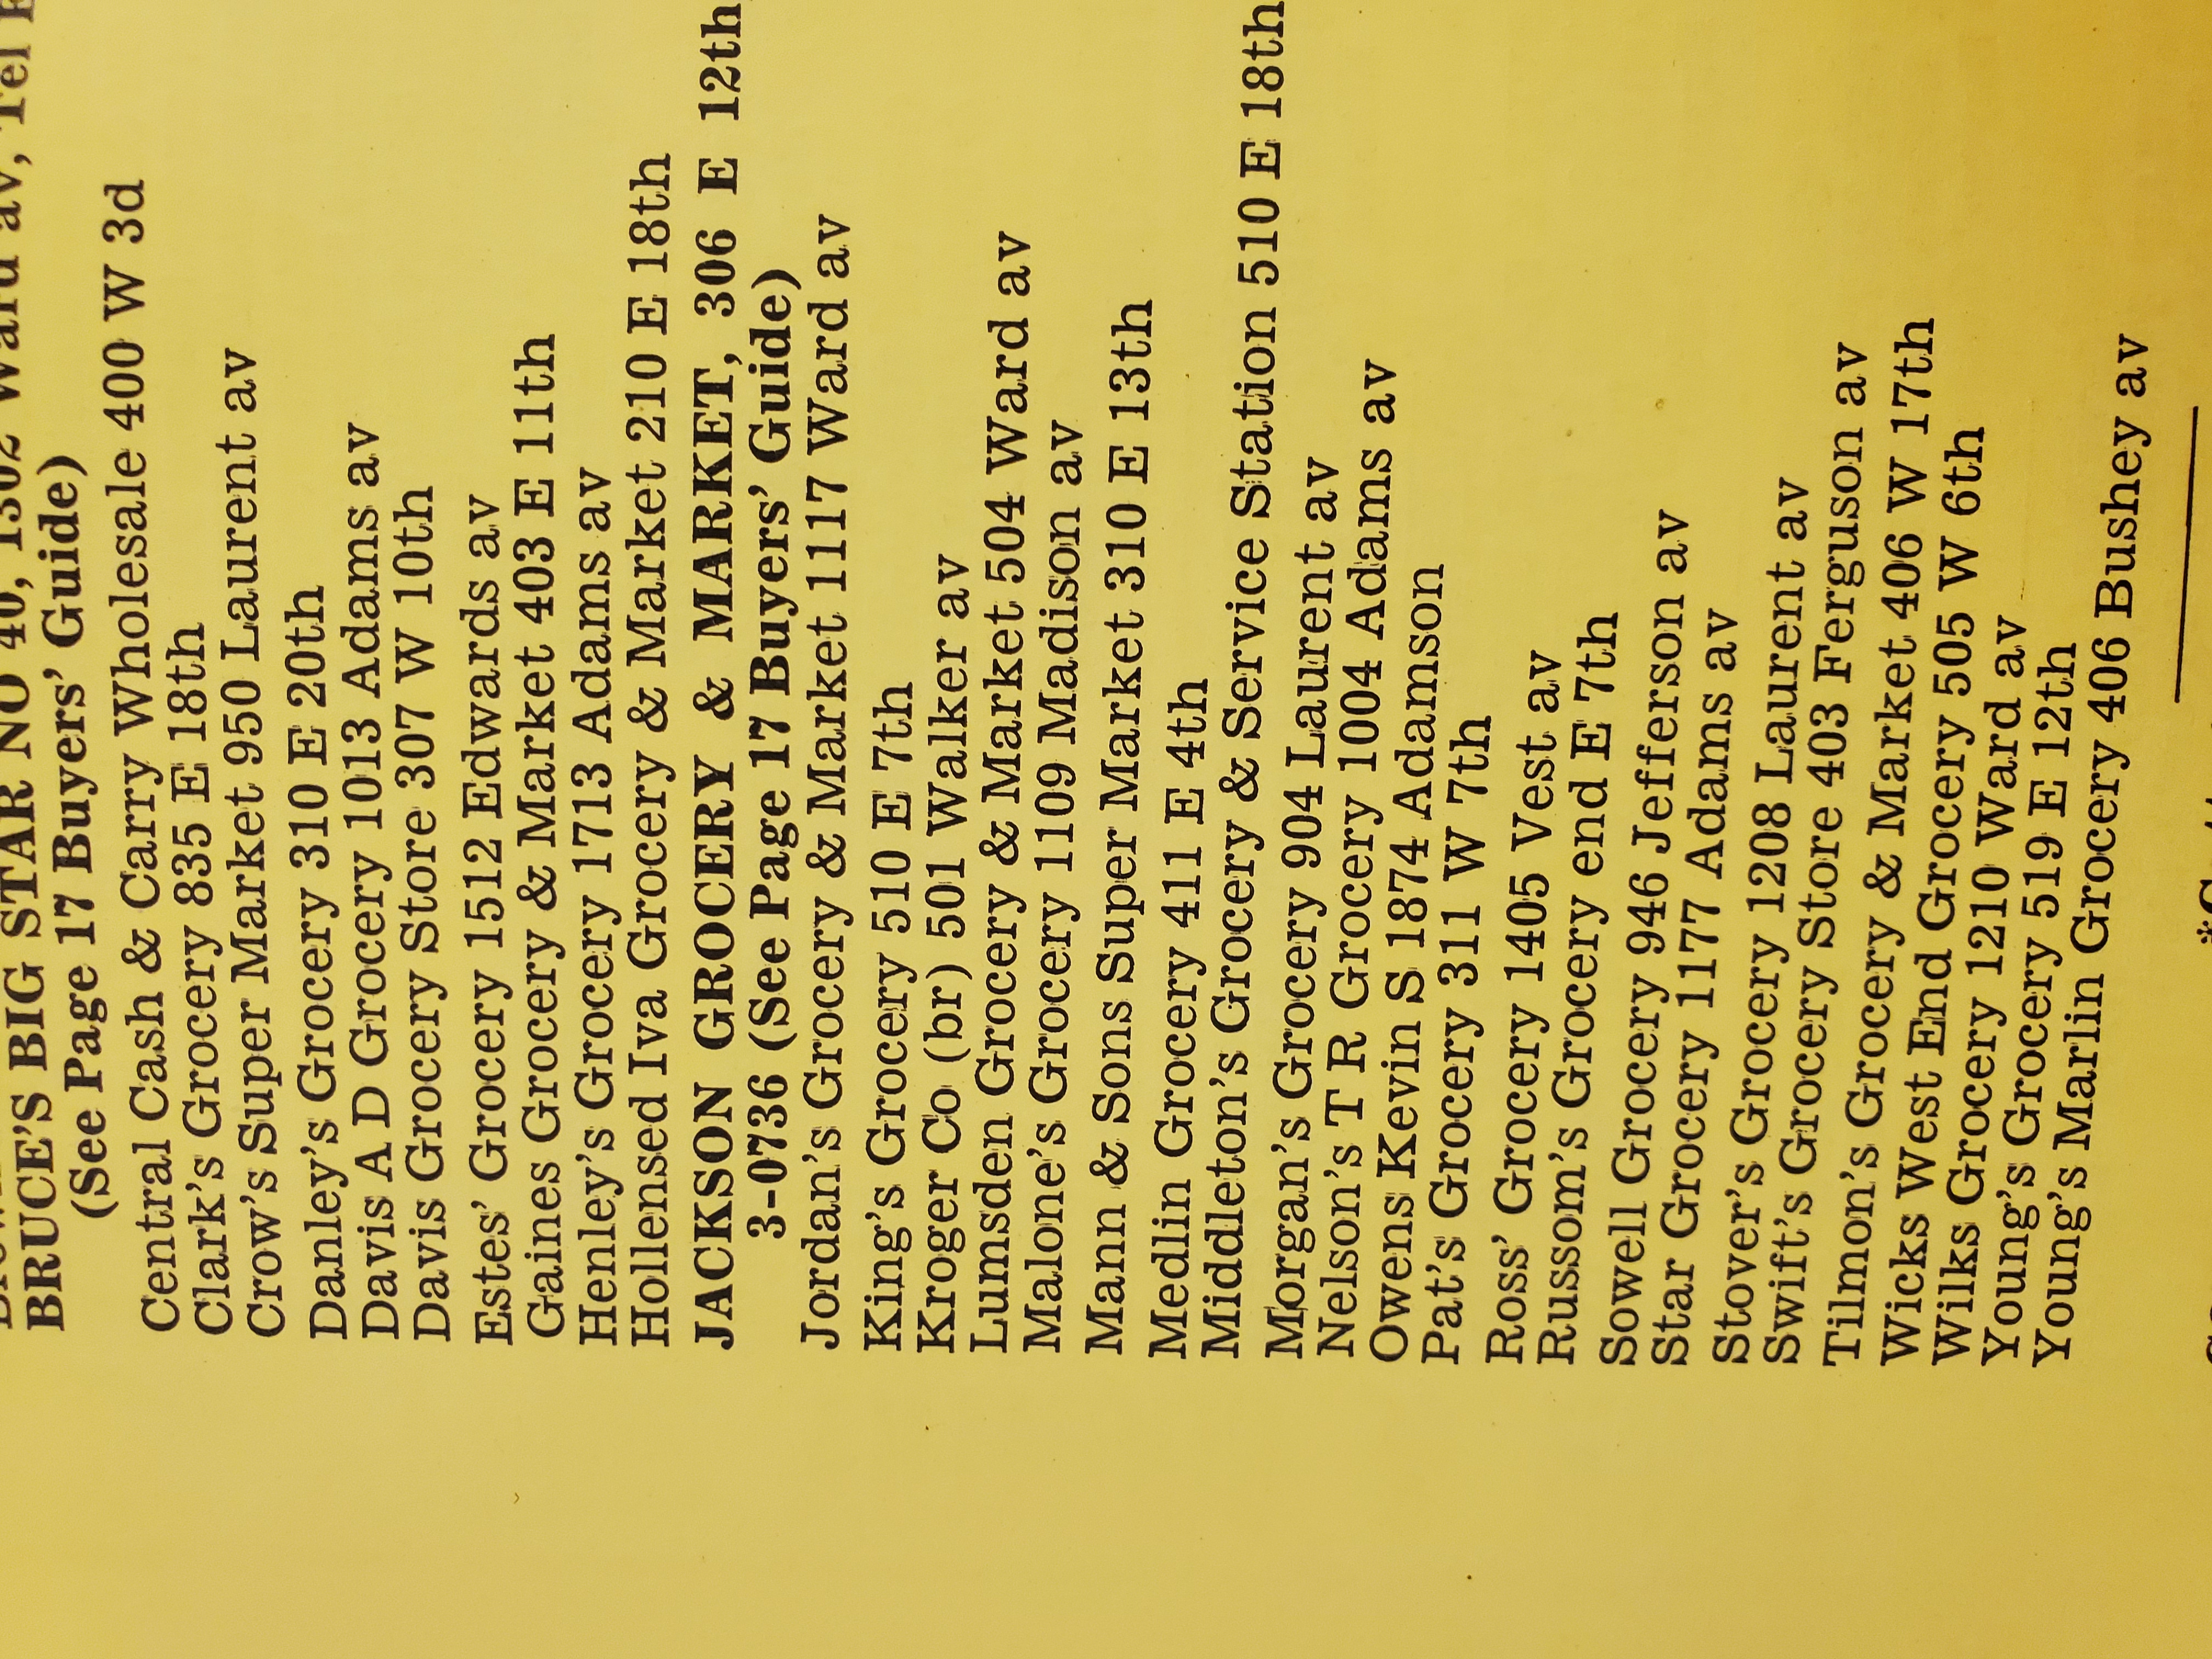 BRUCE'S BIG STAR NO 40, 1302 Ward av, Tel
(See Page 17 Buyers' Guide)
Central Cash & Carry Wholesale 400 W 3d
Clark's Grocery 835 E 18th
Crow's Super Market 950 Laurent av
Danley's Grocery 310 E 20th
Davis A D Grocery 1013 Adams av
Davis Grocery Store 307 W 10th
Estes' Grocery 1512 Edwards av
Gaines Grocery & Market 403 E 11th
Henley's Grocery 1713 Adams av
Hollensed Iva Grocery & Market 210 E 18th
JACKSON GROCERY & MARKET, 306 E 12th
3-0736 (See Page 17 Buyers' Guide)
Jordan's Grocery & Market 1117 Ward av
King's Grocery 510 E 7th
Kroger Co (br) 501 Walker av
Lumsden Grocery & Market 504 Ward av
Malone's Grocery 1109 Madison av
Mann & Sons Super Market 310 E 13th
Medlin Grocery 411 E 4th
Middleton's Grocery & Service Station 510 E 18th
Morgan's Grocery 904 Laurent av
Nelson's T R Grocery 1004 Adams av
Owens Kevin S 1874 Adamson
Pat's Grocery 311 W 7th
Ross' Grocery 1405 Vest av
Russom's Grocery end E 7th
Sowell Grocery 946 Jefferson av
Star Grocery 1177 Adams av
Stover's Grocery 1208 Laurent av
Swift's Grocery Store 403 Ferguson av
Tilmon's Grocery & Market 406 W 17th
Wicks West End Grocery 505 W 6th
Wilks Grocery 1210 Ward av
Young's Grocery 519 E 12th
Young's Marlin Grocery 406 Bushey av